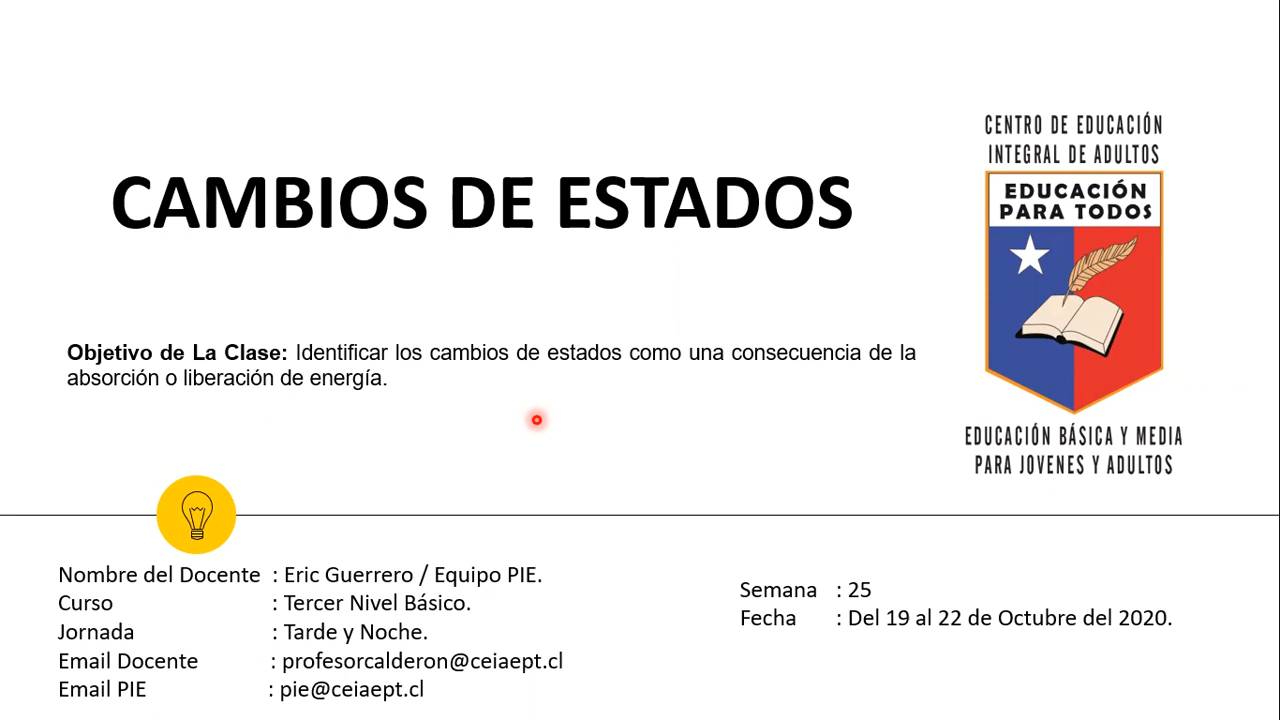 CENTRO DE EDUCACIÓN
INTEGRAL DE ADULTOS
EDUCACIÓN
PARA TODOS
CAMBIOS DE ESTADOS
Objetivo de La Clase: Identificar los cambios de estados como una consecuencia de la
absorción o liberación de energía.
EDUCACIÓN BÁSICA Y MEDIA
PARA JOVENES Y ADULTOS
Nombre del Docente : Eric Guerrero / Equipo PIE.
Curso : Tercer Nivel Básico.
Jornada : Tarde y Noche.
Email Docente : profesorcalderon@ceiaept.cl
Email PIE : pie@ceiaept.cl
Semana : 25
Fecha : Del 19 al 22 de Octubre del 2020.